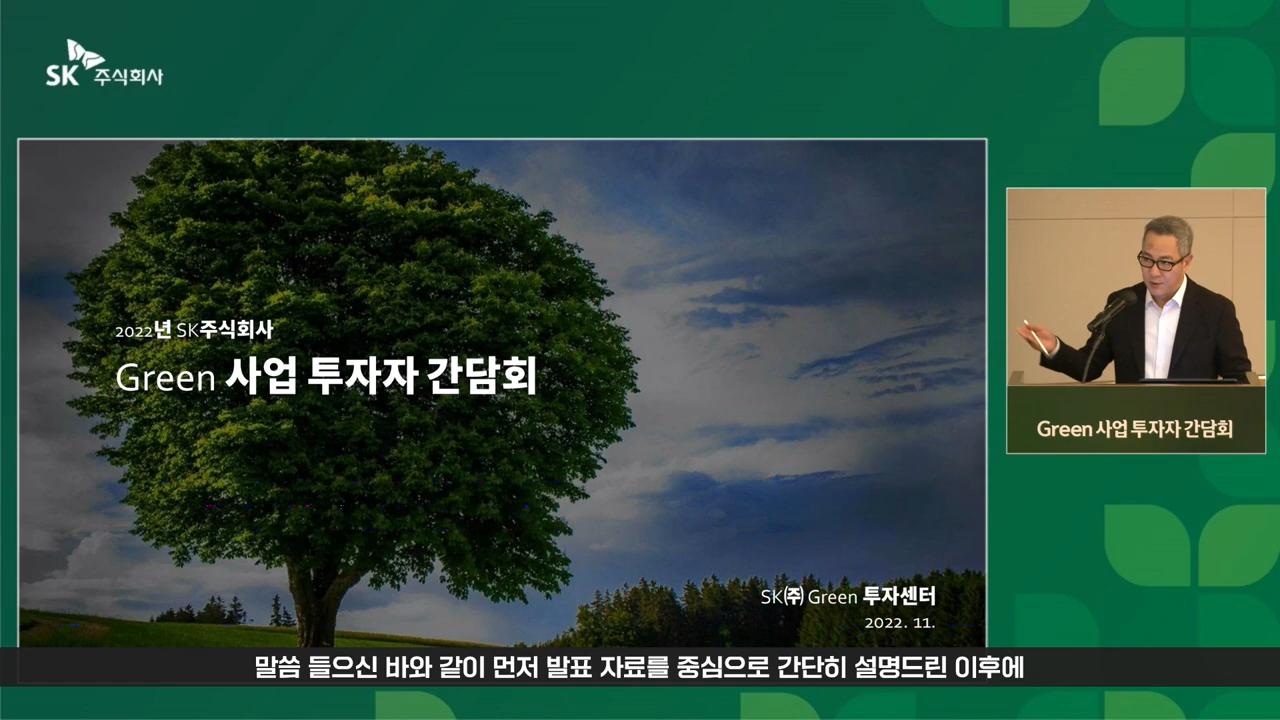 SK 주식회사
2022년 SK주식회사
Green 사업 투자자 간담회
SK㈜ Green 투자센터
2022. 11.
Green 사업 투자자 간담회
말씀 들으신 바와 같이 먼저 발표 자료를 중심으로 간단히 설명드린 이후에